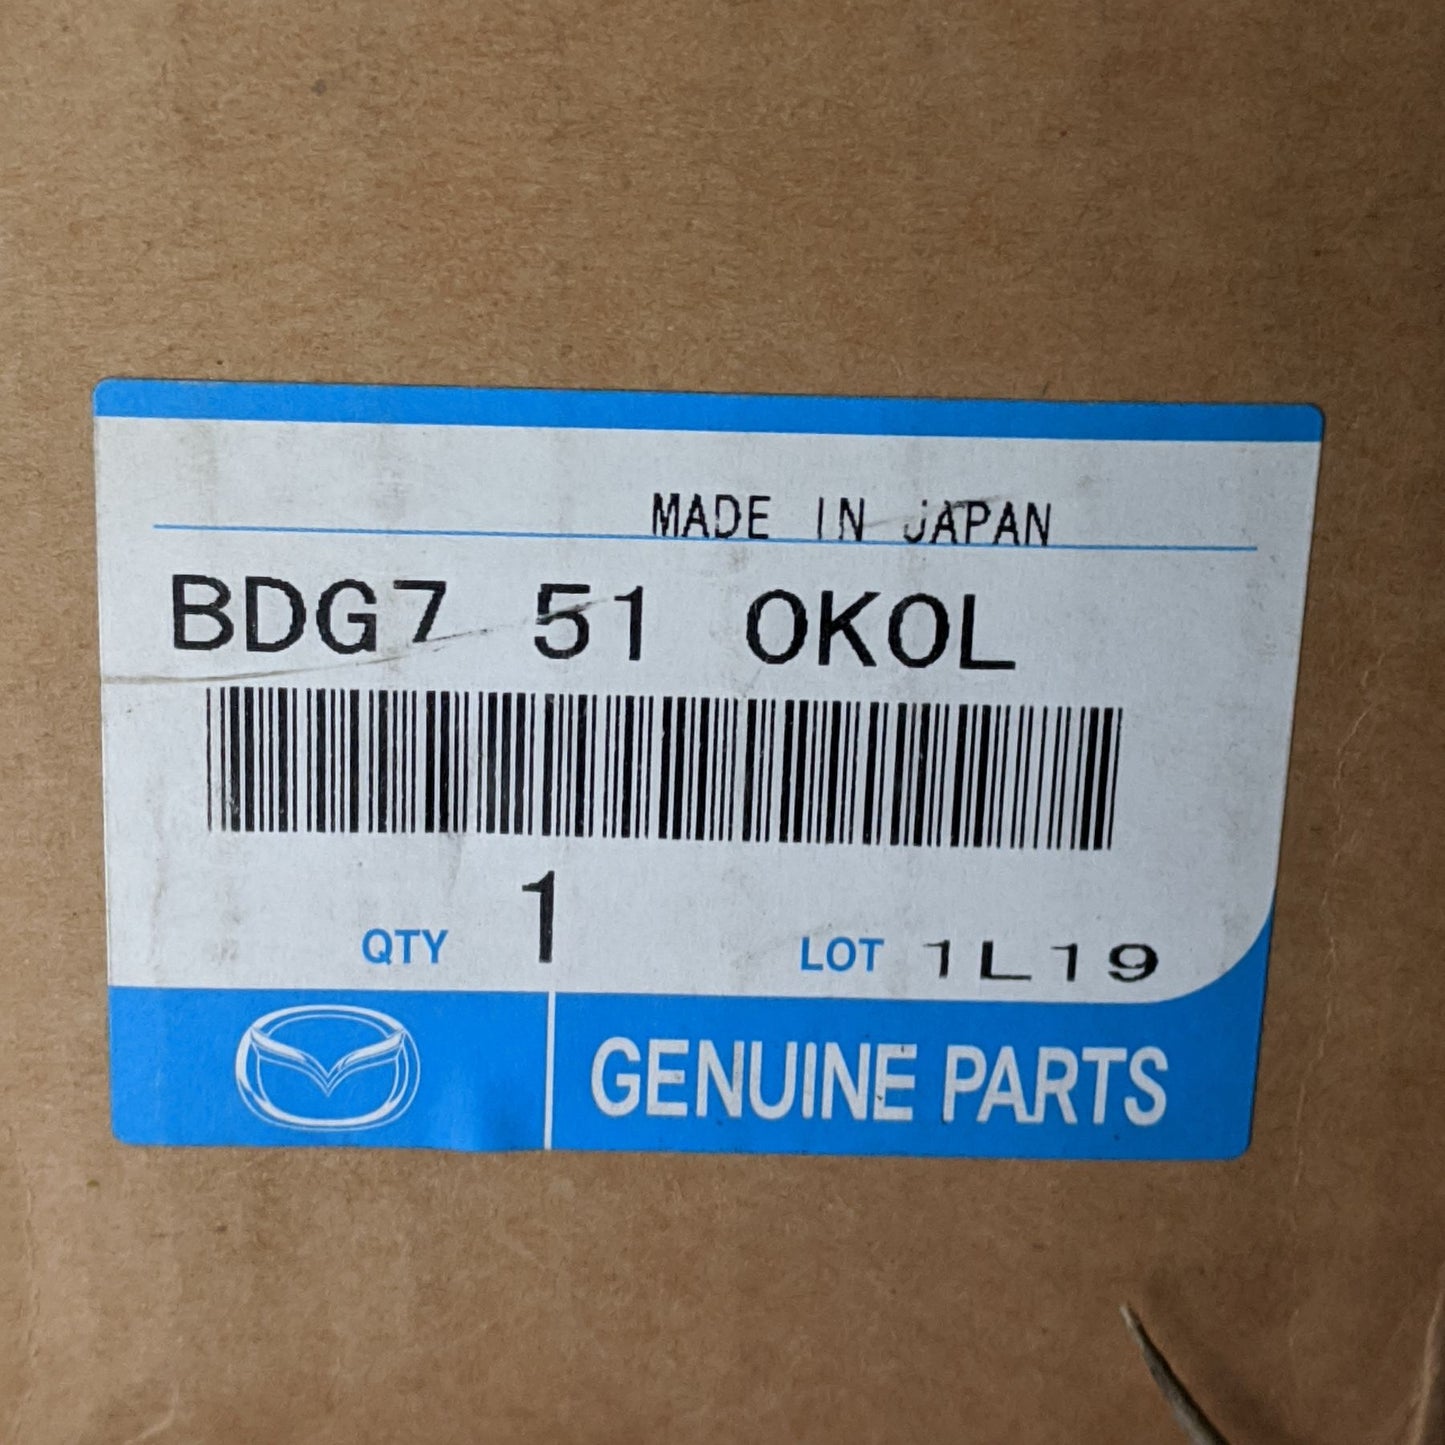 MADE IN JAPAN
BDG7 51 0K0L
QTY 1 LOT 1L19
GENUINE PARTS